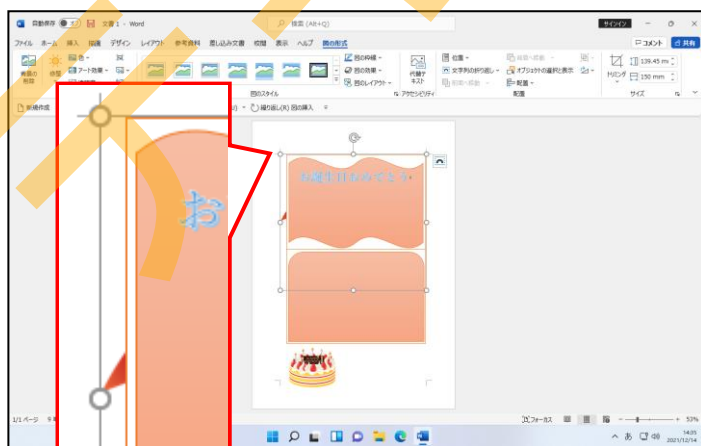 自動保存 文書 1 - Word 検索 (Alt+Q) サインイン
ファイル ホーム 挿入 描画 デザイン レイアウト 参考資料 差し込み文書 校閲 表示 ヘルプ 図の形式 コメント 共有
色 図の枠線 位置
アート効果 図の効果 文字列の折り返し オブジェクトの選択と表示
図のレイアウト 配置
背景の削除 修整 代替テキスト トリミング 139.45 m 150 mm
図のスタイル アクセシビリティ 配置 サイズ
新規作成 繰り返し(R) 図の挿入
お
お誕生日おめでとう
1/1 ページ フォーカス 53%
あ 14:35
2021/12/14